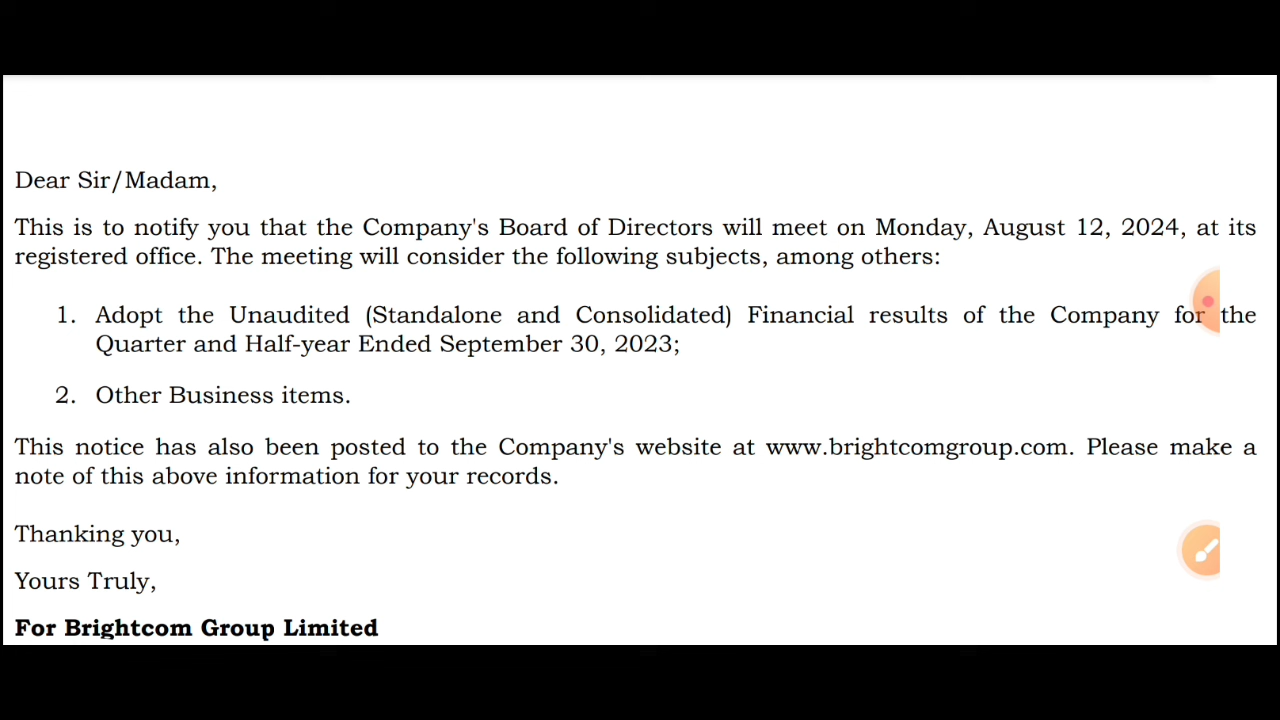 Dear Sir/Madam,
This is to notify you that the Company's Board of Directors will meet on Monday, August 12, 2024, at its
registered office. The meeting will consider the following subjects, among others:
1. Adopt the Unaudited (Standalone and Consolidated) Financial results of the Company for the
Quarter and Half-year Ended September 30, 2023;
2. Other Business items.
This notice has also been posted to the Company's website at www.brightcomgroup.com. Please make a
note of this above information for your records.
Thanking you,
Yours Truly,
For Brightcom Group Limited